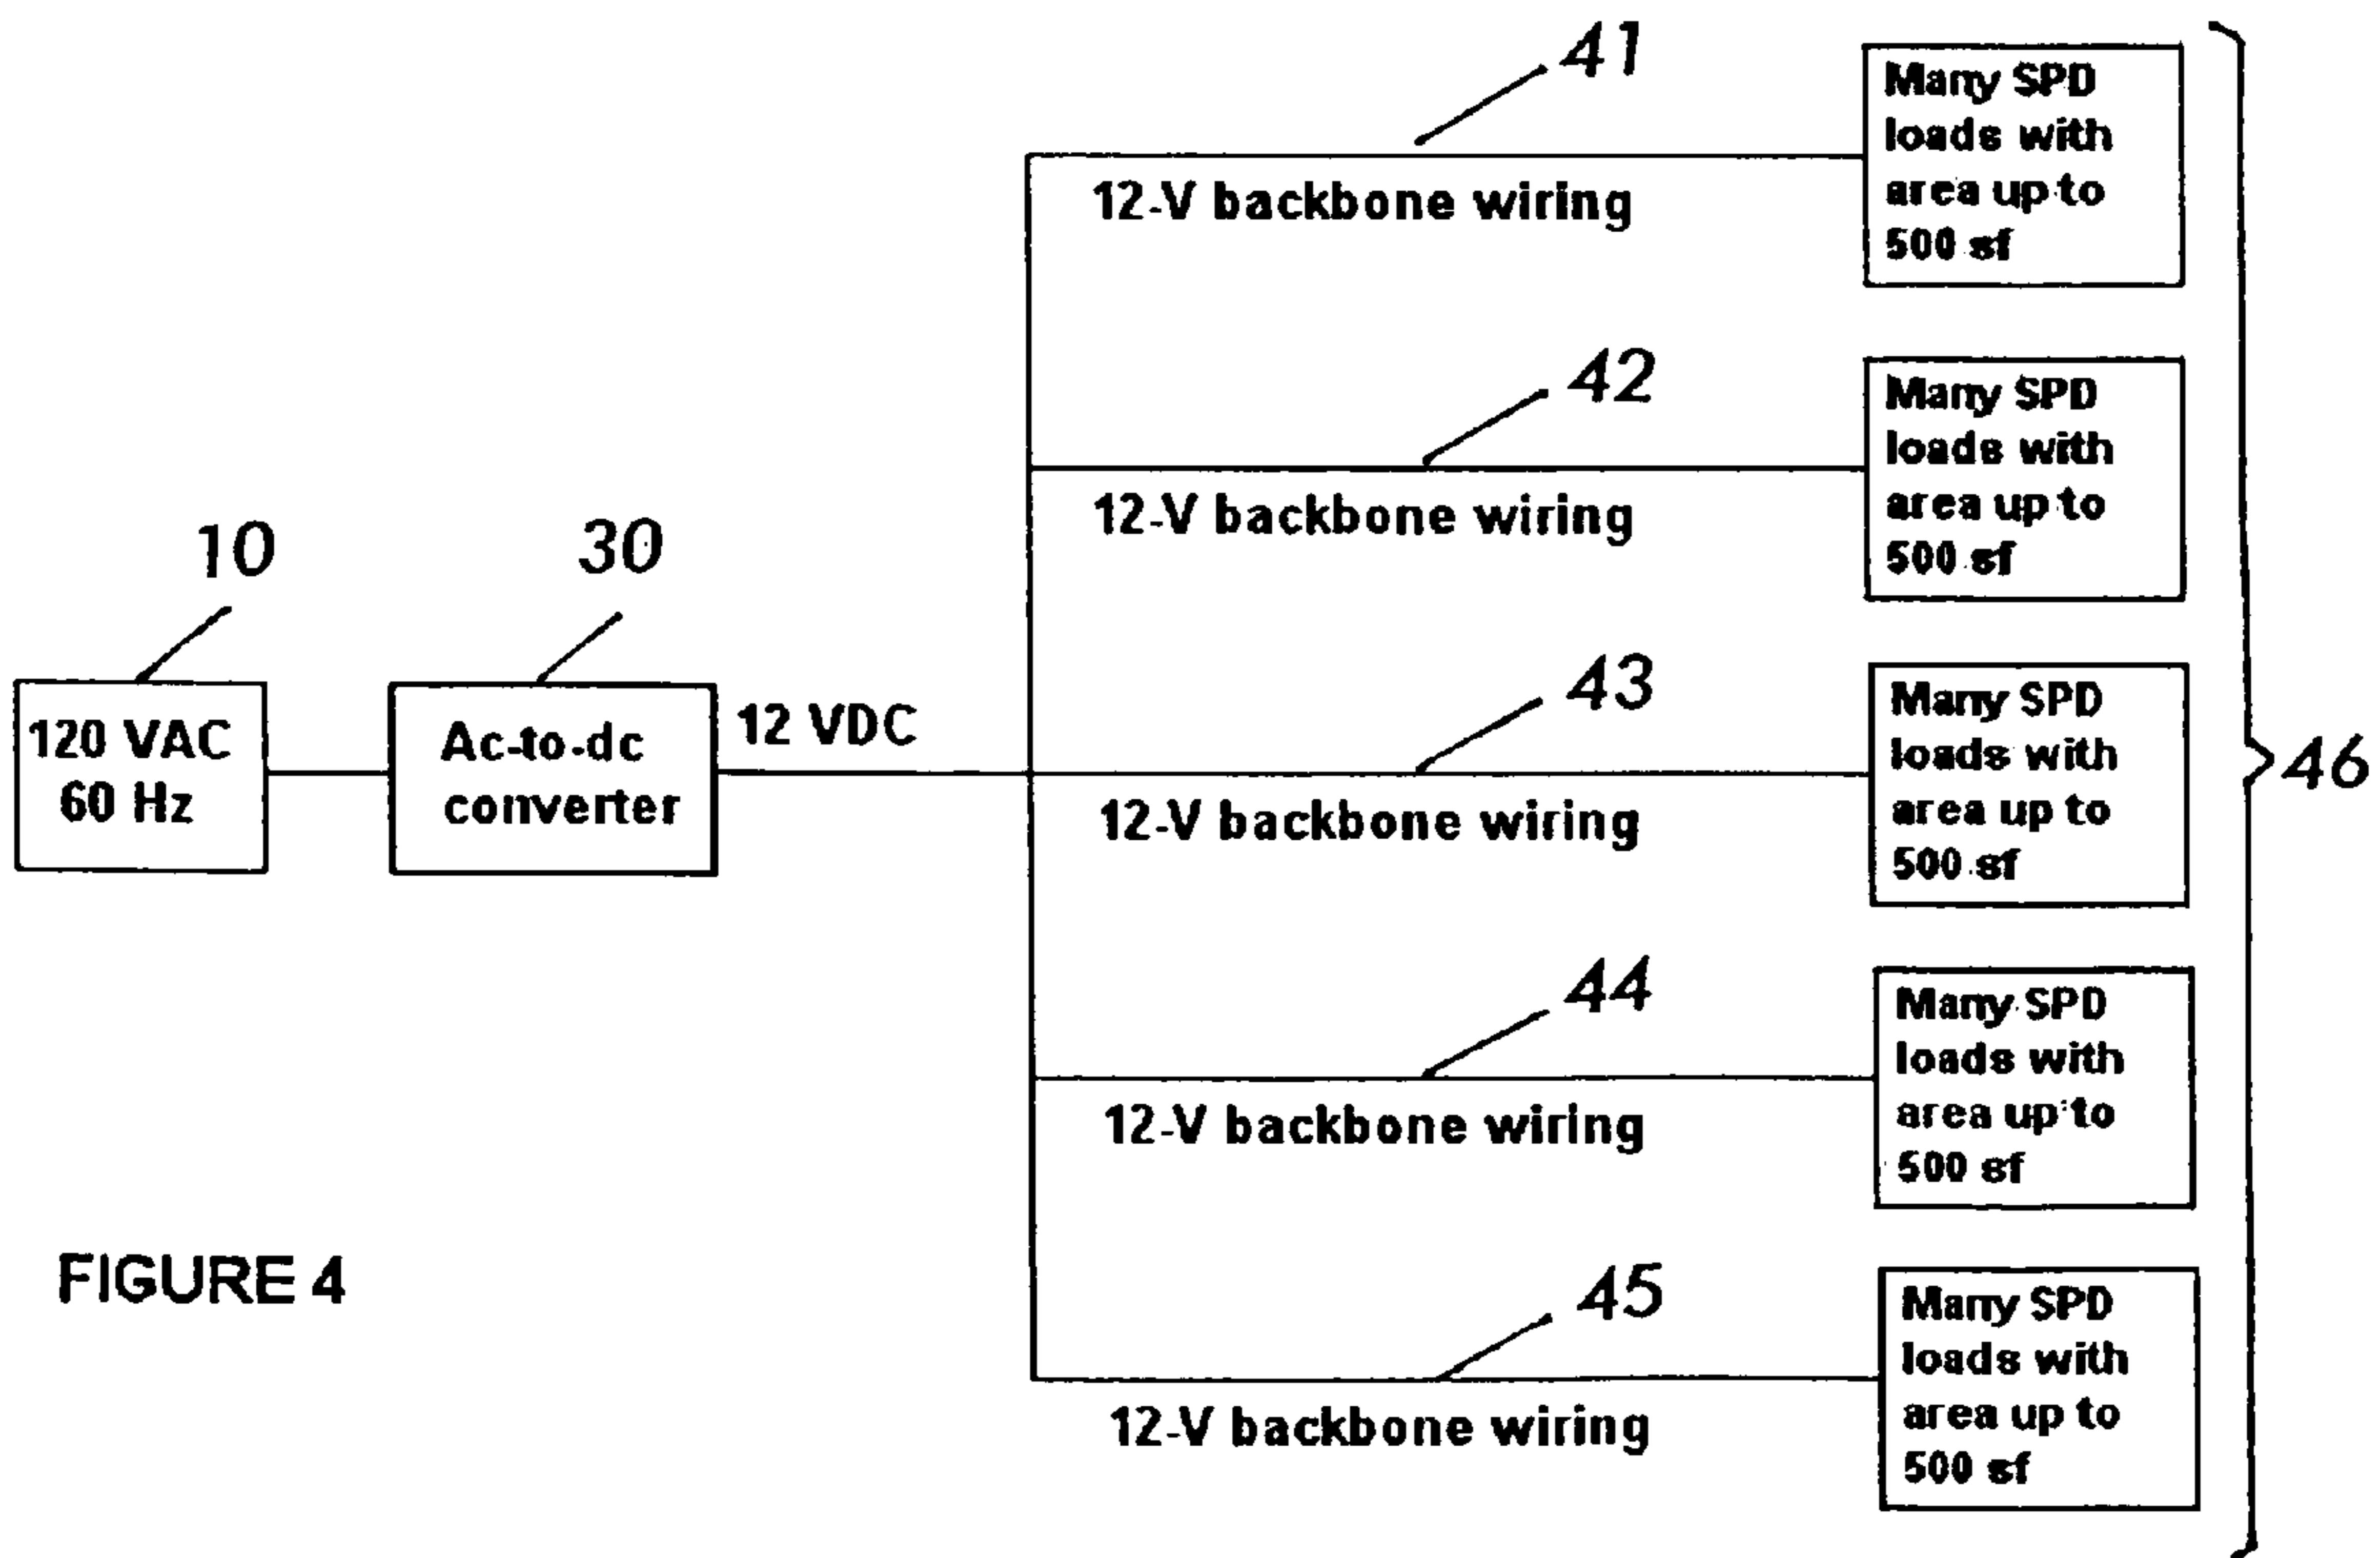 41
Many SPD
loads with
area up to
500 sf
12-V backbone wiring
42
Many SPD
loads with
area up to
500 sf
12-V backbone wiring
10
30
43
120 VAC
60 Hz
Ac-to-dc
converter
12 VDC
Many SPD
loads with
area up to
500 sf
12-V backbone wiring
46
44
Many SPD
loads with
area up to
500 sf
12-V backbone wiring
FIGURE 4
45
Many SPD
loads with
area up to
500 sf
12-V backbone wiring